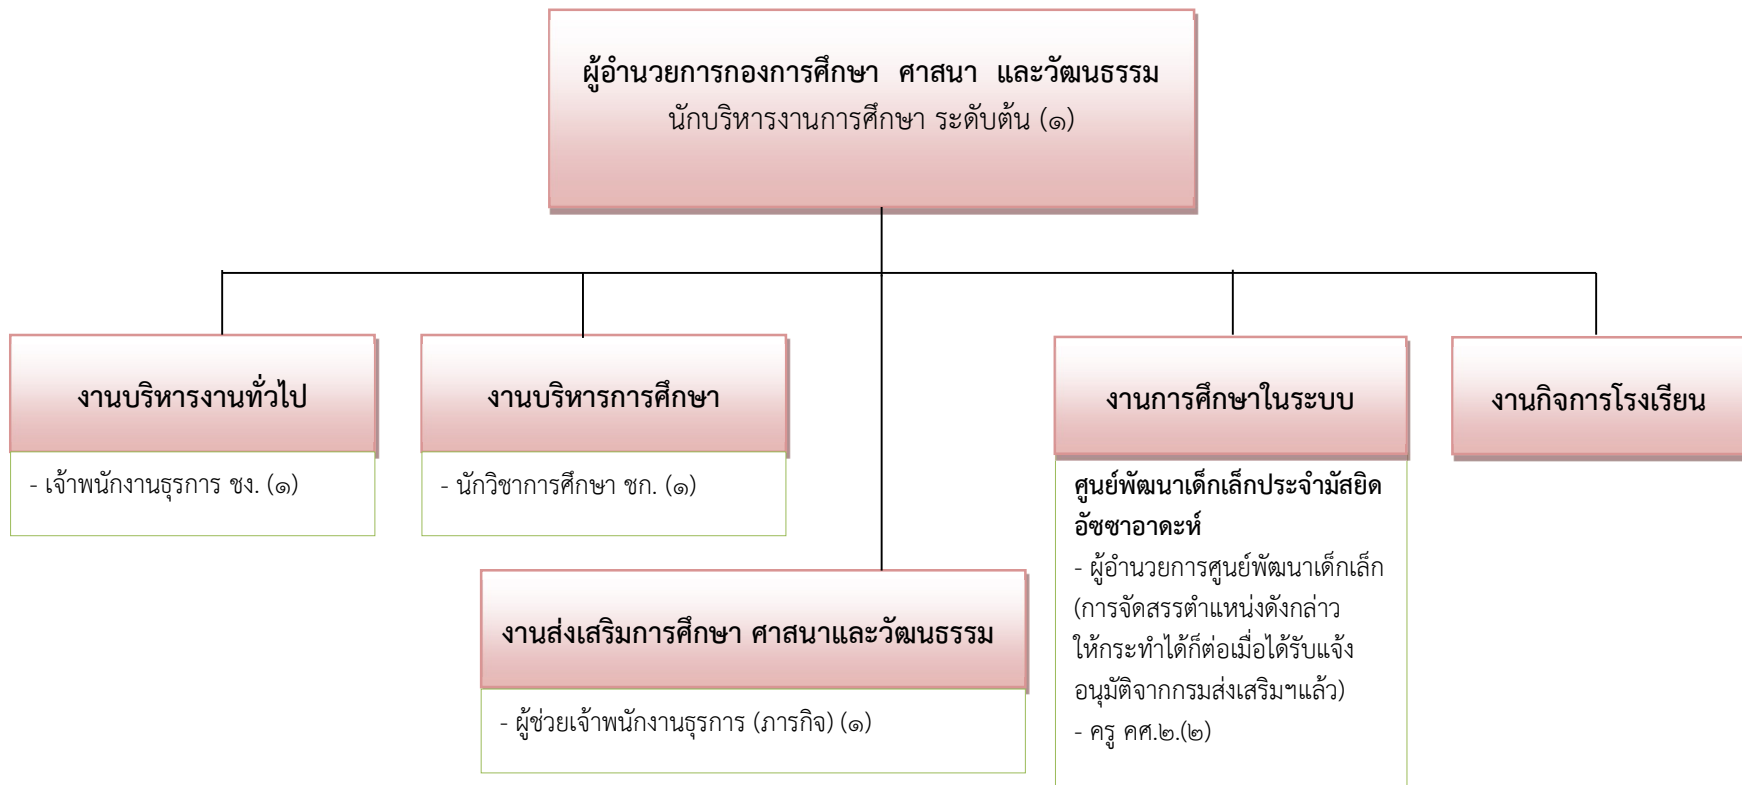 ผู้อำนวยการกองการศึกษา ศาสนา และวัฒนธรรม
นักบริหารงานการศึกษา ระดับต้น (๑)
งานบริหารงานทั่วไป
- เจ้าพนักงานธุรการ ชง. (๑)
งานบริหารการศึกษา
- นักวิชาการศึกษา ชก. (๑)
งานส่งเสริมการศึกษา ศาสนาและวัฒนธรรม
- ผู้ช่วยเจ้าพนักงานธุรการ (ภารกิจ) (๑)
งานการศึกษาในระบบ
ศูนย์พัฒนาเด็กเล็กประจำมัสยิด
อัซซาอาดะห์
- ผู้อำนวยการศูนย์พัฒนาเด็กเล็ก
(การจัดสรรตำแหน่งดังกล่าว
ให้กระทำได้ก็ต่อเมื่อได้รับแจ้ง
อนุมัติจากกรมส่งเสริมฯแล้ว)
- ครู คศ.๒.(๒)
งานกิจการโรงเรียน